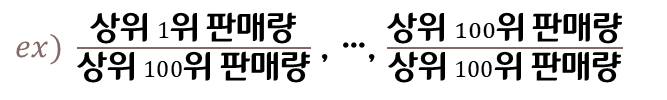 ex) 상위 1위 판매량 / 상위 100위 판매량 , ···, 상위 100위 판매량 / 상위 100위 판매량